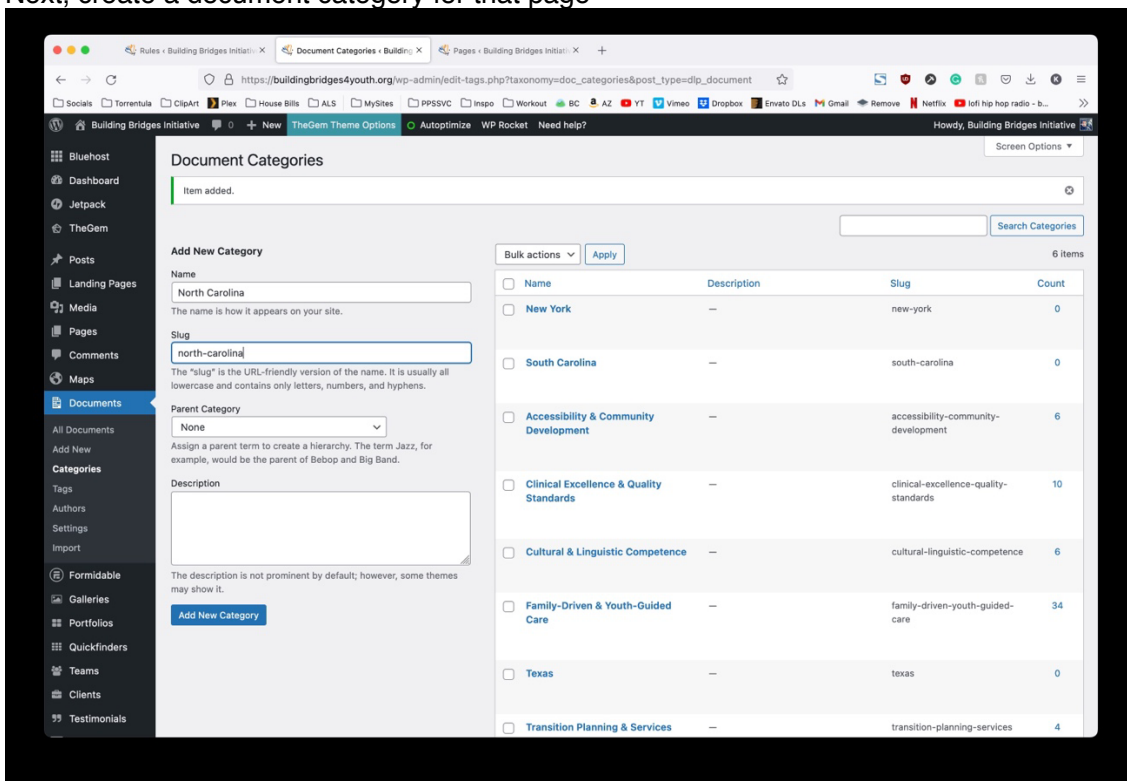 Next, create a document category for that page
Rules ‹ Building Bridges Initiativ
Document Categories ‹ Building
Pages ‹ Building Bridges Initiativ
https://buildingbridges4youth.org/wp-admin/edit-tags.php?taxonomy=doc_categories&post_type=dlp_document
Socials Torrentula ClipArt Plex House Bills ALS MySites PPSSVC Inspo Workout BC AZ YT Vimeo Dropbox Envato DLs Gmail Remove Netflix lofi hip hop radio - b...
Building Bridges Initiative 0 + New TheGem Theme Options Autoptimize WP Rocket Need help? Howdy, Building Bridges Initiative
Screen Options ▼
Bluehost
Dashboard
Jetpack
TheGem
Posts
Landing Pages
Media
Pages
Comments
Maps
Documents
All Documents
Add New
Categories
Tags
Authors
Settings
Import
Formidable
Galleries
Portfolios
Quickfinders
Teams
Clients
Testimonials
Document Categories
Item added.
Search Categories
Add New Category
Name
North Carolina
The name is how it appears on your site.
Slug
north-carolina
The "slug" is the URL-friendly version of the name. It is usually all
lowercase and contains only letters, numbers, and hyphens.
Parent Category
None
Assign a parent term to create a hierarchy. The term Jazz, for
example, would be the parent of Bebop and Big Band.
Description
The description is not prominent by default; however, some themes
may show it.
Add New Category
Bulk actions Apply 6 items
Name Description Slug Count
New York — new-york 0
South Carolina — south-carolina 0
Accessibility & Community — accessibility-community- 6
Development development
Clinical Excellence & Quality — clinical-excellence-quality- 10
Standards standards
Cultural & Linguistic Competence — cultural-linguistic-competence 6
Family-Driven & Youth-Guided — family-driven-youth-guided- 34
Care care
Texas — texas 0
Transition Planning & Services — transition-planning-services 4